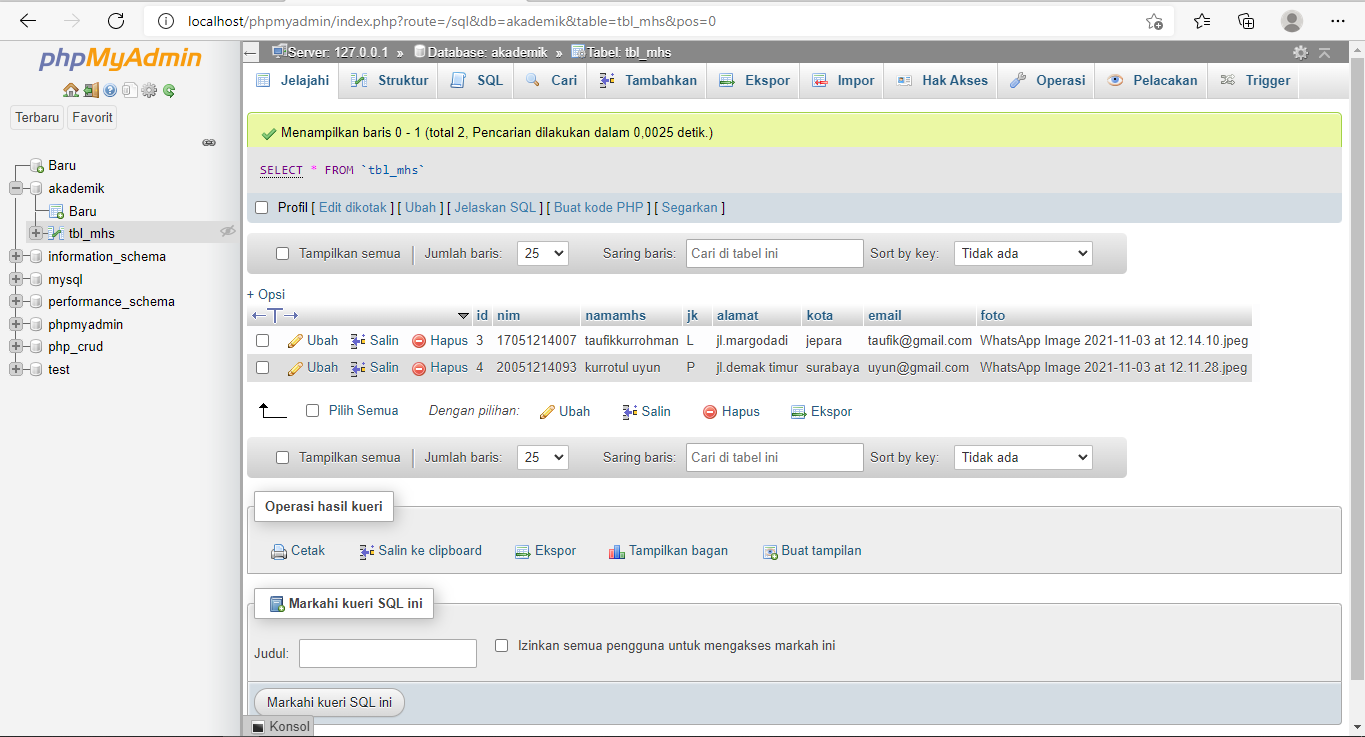 localhost/phpmyadmin/index.php?route=/sql&db=akademik&table=tbl_mhs&pos=0
phpMyAdmin
Terbaru Favorit
Baru
akademik
Baru
tbl_mhs
information_schema
mysql
performance_schema
phpmyadmin
php_crud
test
Server: 127.0.0.1 » Database: akademik » Tabel: tbl_mhs
Jelajahi Struktur SQL Cari Tambahkan Ekspor Impor Hak Akses Operasi Pelacakan Trigger
Menampilkan baris 0 - 1 (total 2, Pencarian dilakukan dalam 0,0025 detik.)
SELECT * FROM `tbl_mhs`
Profil [ Edit dikotak ] [ Ubah ] [ Jelaskan SQL ] [ Buat kode PHP ] [ Segarkan ]
Tampilkan semua Jumlah baris: 25 Saring baris: Cari di tabel ini Sort by key: Tidak ada
+ Opsi
←T→ id nim namamhs jk alamat kota email foto
Ubah Salin Hapus 3 17051214007 taufikkurrohman L jl.margodadi jepara taufik@gmail.com WhatsApp Image 2021-11-03 at 12.14.10.jpeg
Ubah Salin Hapus 4 20051214093 kurrotul uyun P jl.demak timur surabaya uyun@gmail.com WhatsApp Image 2021-11-03 at 12.11.28.jpeg
Pilih Semua Dengan pilihan: Ubah Salin Hapus Ekspor
Tampilkan semua Jumlah baris: 25 Saring baris: Cari di tabel ini Sort by key: Tidak ada
Operasi hasil kueri
Cetak Salin ke clipboard Ekspor Tampilkan bagan Buat tampilan
Markahi kueri SQL ini
Judul: Izinkan semua pengguna untuk mengakses markah ini
Markahi kueri SQL ini
Konsol